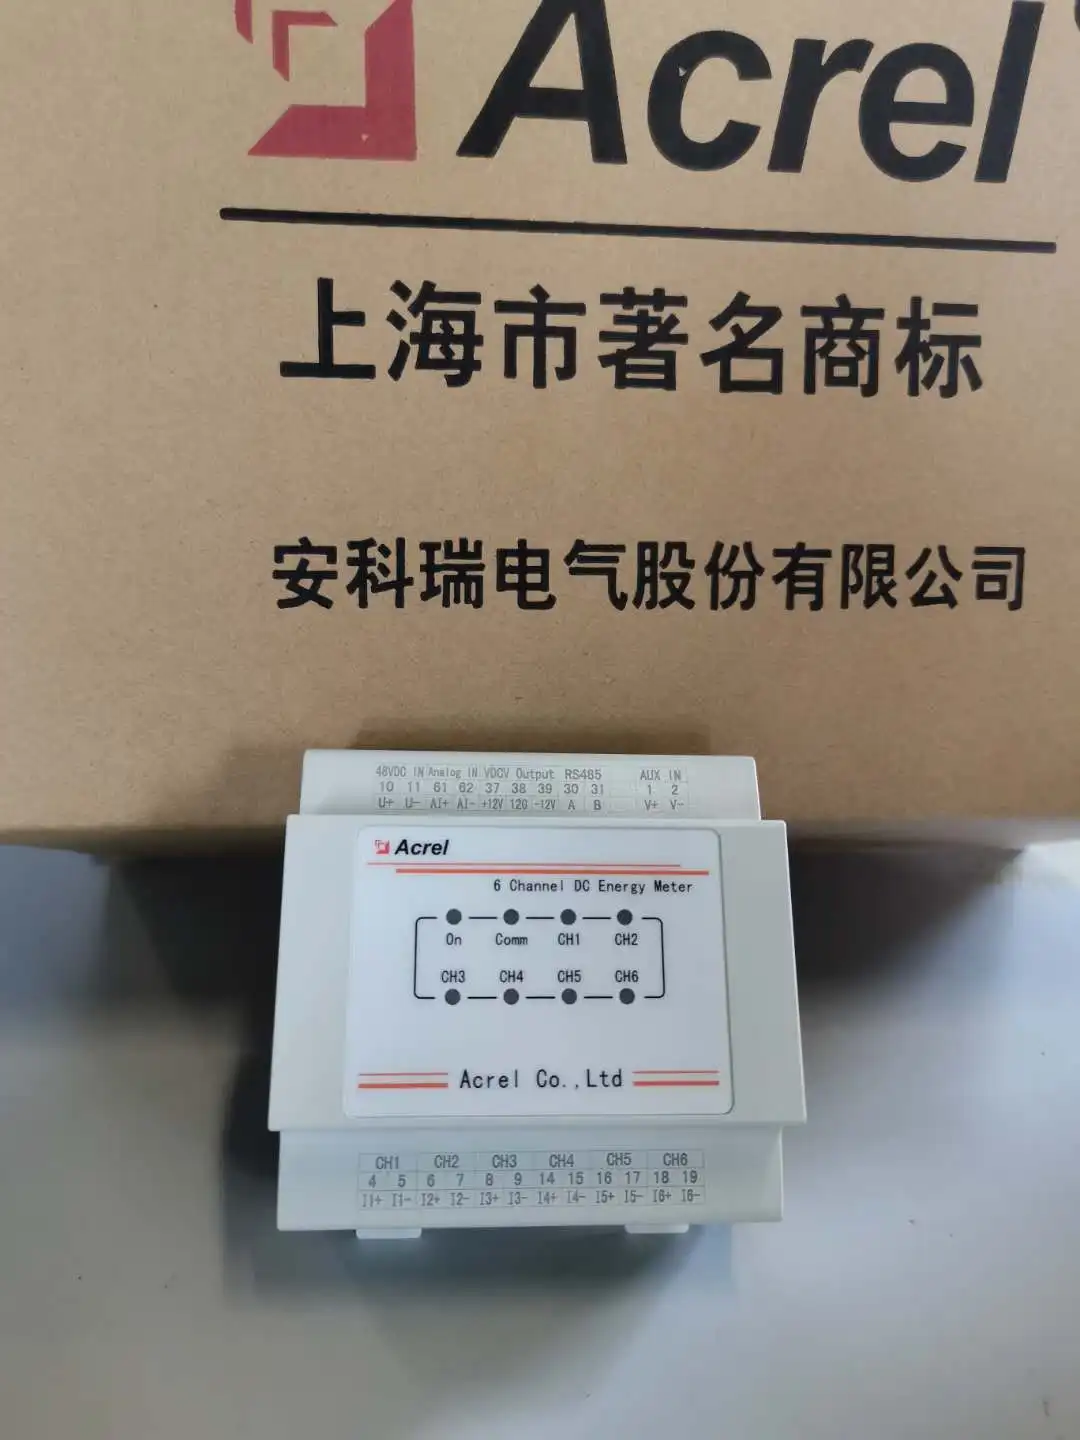 Acrel
上海市著名商标
安科瑞电气股份有限公司
48VDC IN Analog IN VDCV Output RS485 AUX IN
10 11 61 62 37 38 39 30 31 1 2
U+ U- AI+ AI- +12V 12G -12V A B V+ V-
Acrel
6 Channel DC Energy Meter
On Comm CH1 CH2
CH3 CH4 CH5 CH6
Acrel Co.,Ltd
CH1 CH2 CH3 CH4 CH5 CH6
4 5 6 7 8 9 14 15 16 17 18 19
I1+ I1- I2+ I2- I3+ I3- I4+ I4- I5+ I5- I6+ I6-